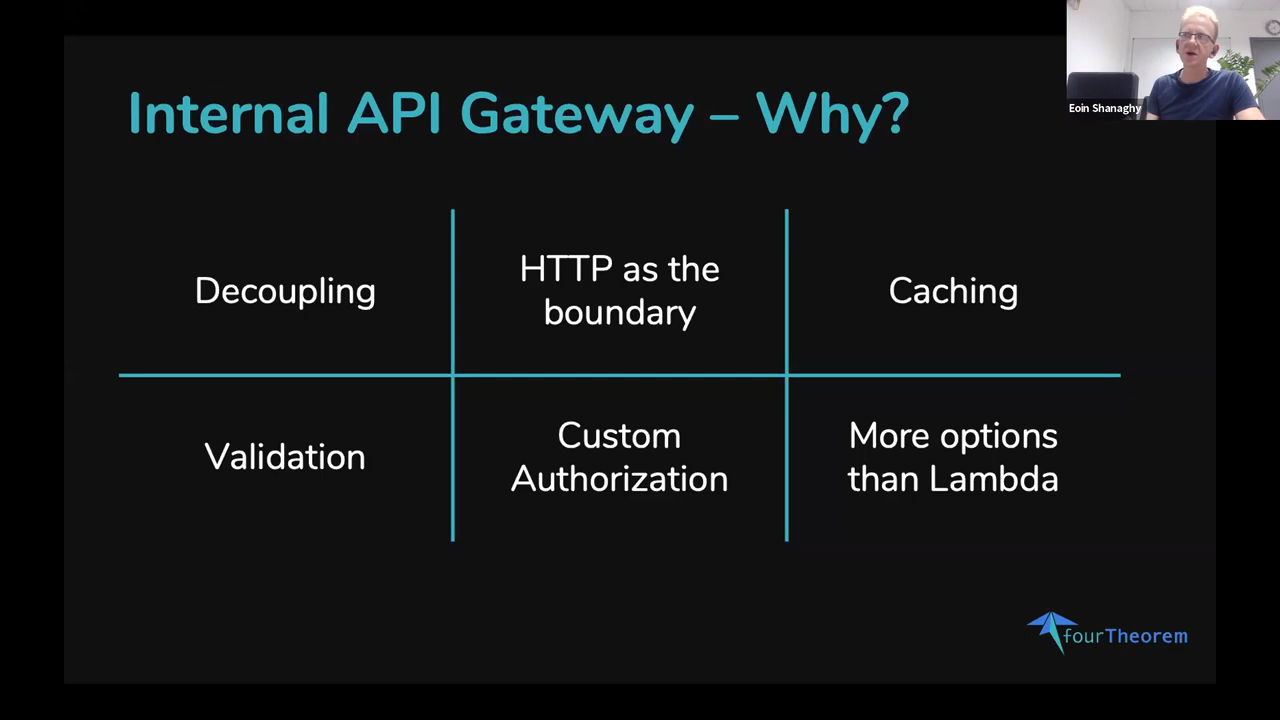 Internal API Gateway – Why?
Eoin Shanaghy
Decoupling
HTTP as the
boundary
Caching
Validation
Custom
Authorization
More options
than Lambda
fourTheorem